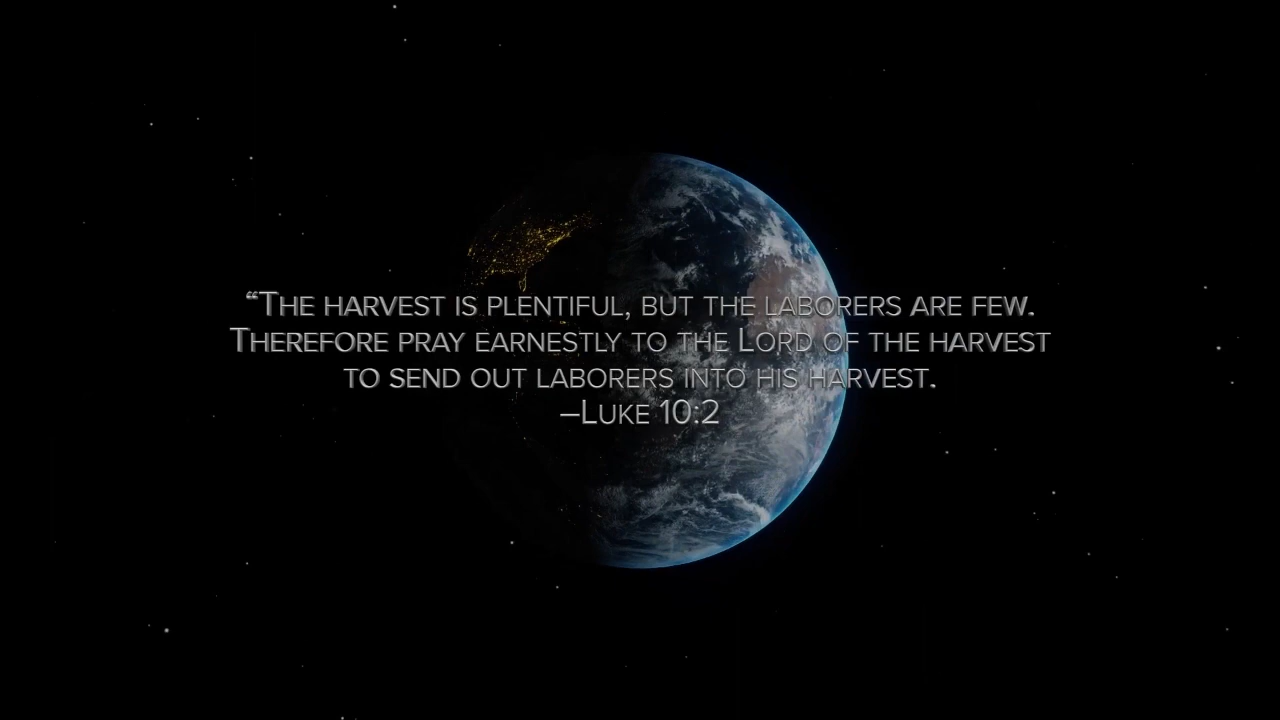 “The harvest is plentiful, but the laborers are few.
Therefore pray earnestly to the Lord of the harvest
to send out laborers into his harvest.
–Luke 10:2